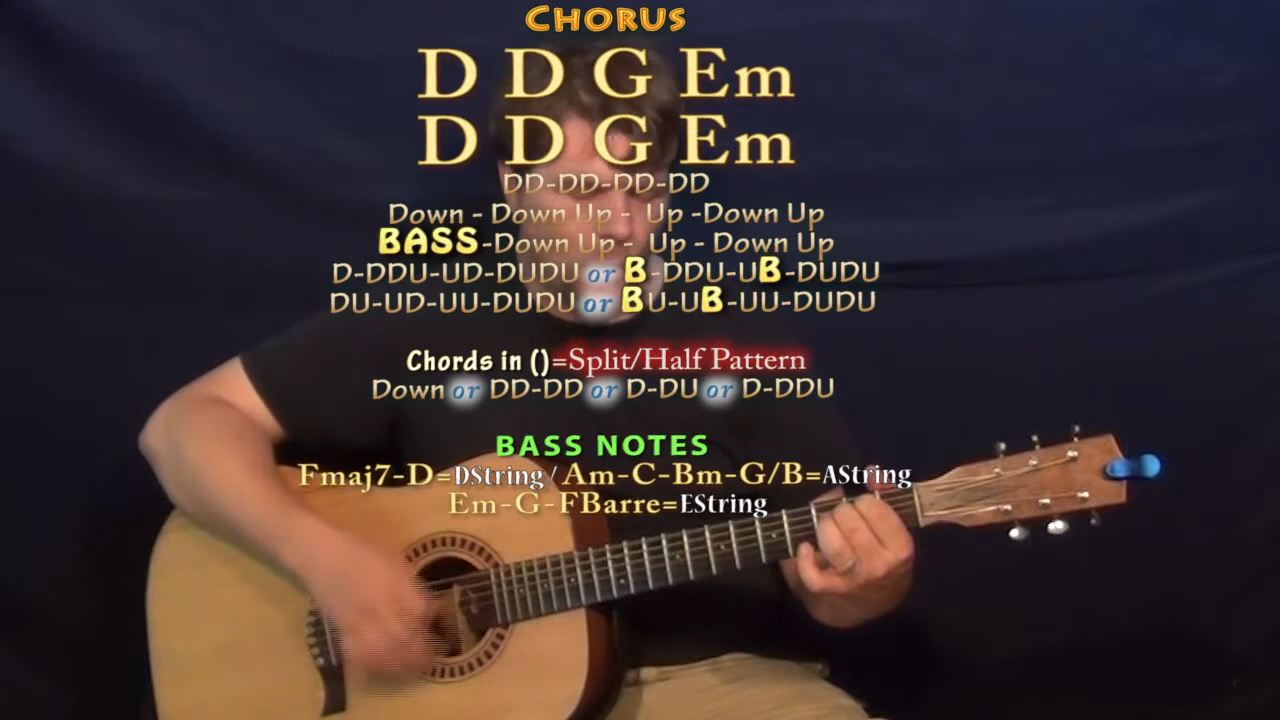 CHORUS
D D G Em
D D G Em
DD-DD-DD-DD
Down - Down Up - Up -Down Up
BASS-Down Up - Up - Down Up
D-DDU-UD-DUDU or B-DDU-UB-DUDU
DU-UD-UU-DUDU or BU-UB-UU-DUDU
Chords in ()=Split/Half Pattern
Down or DD-DD or D-DU or D-DDU
BASS NOTES
Fmaj7-D=DString/Am-C-Bm-G/B=AString
Em-G-FBarre=EString